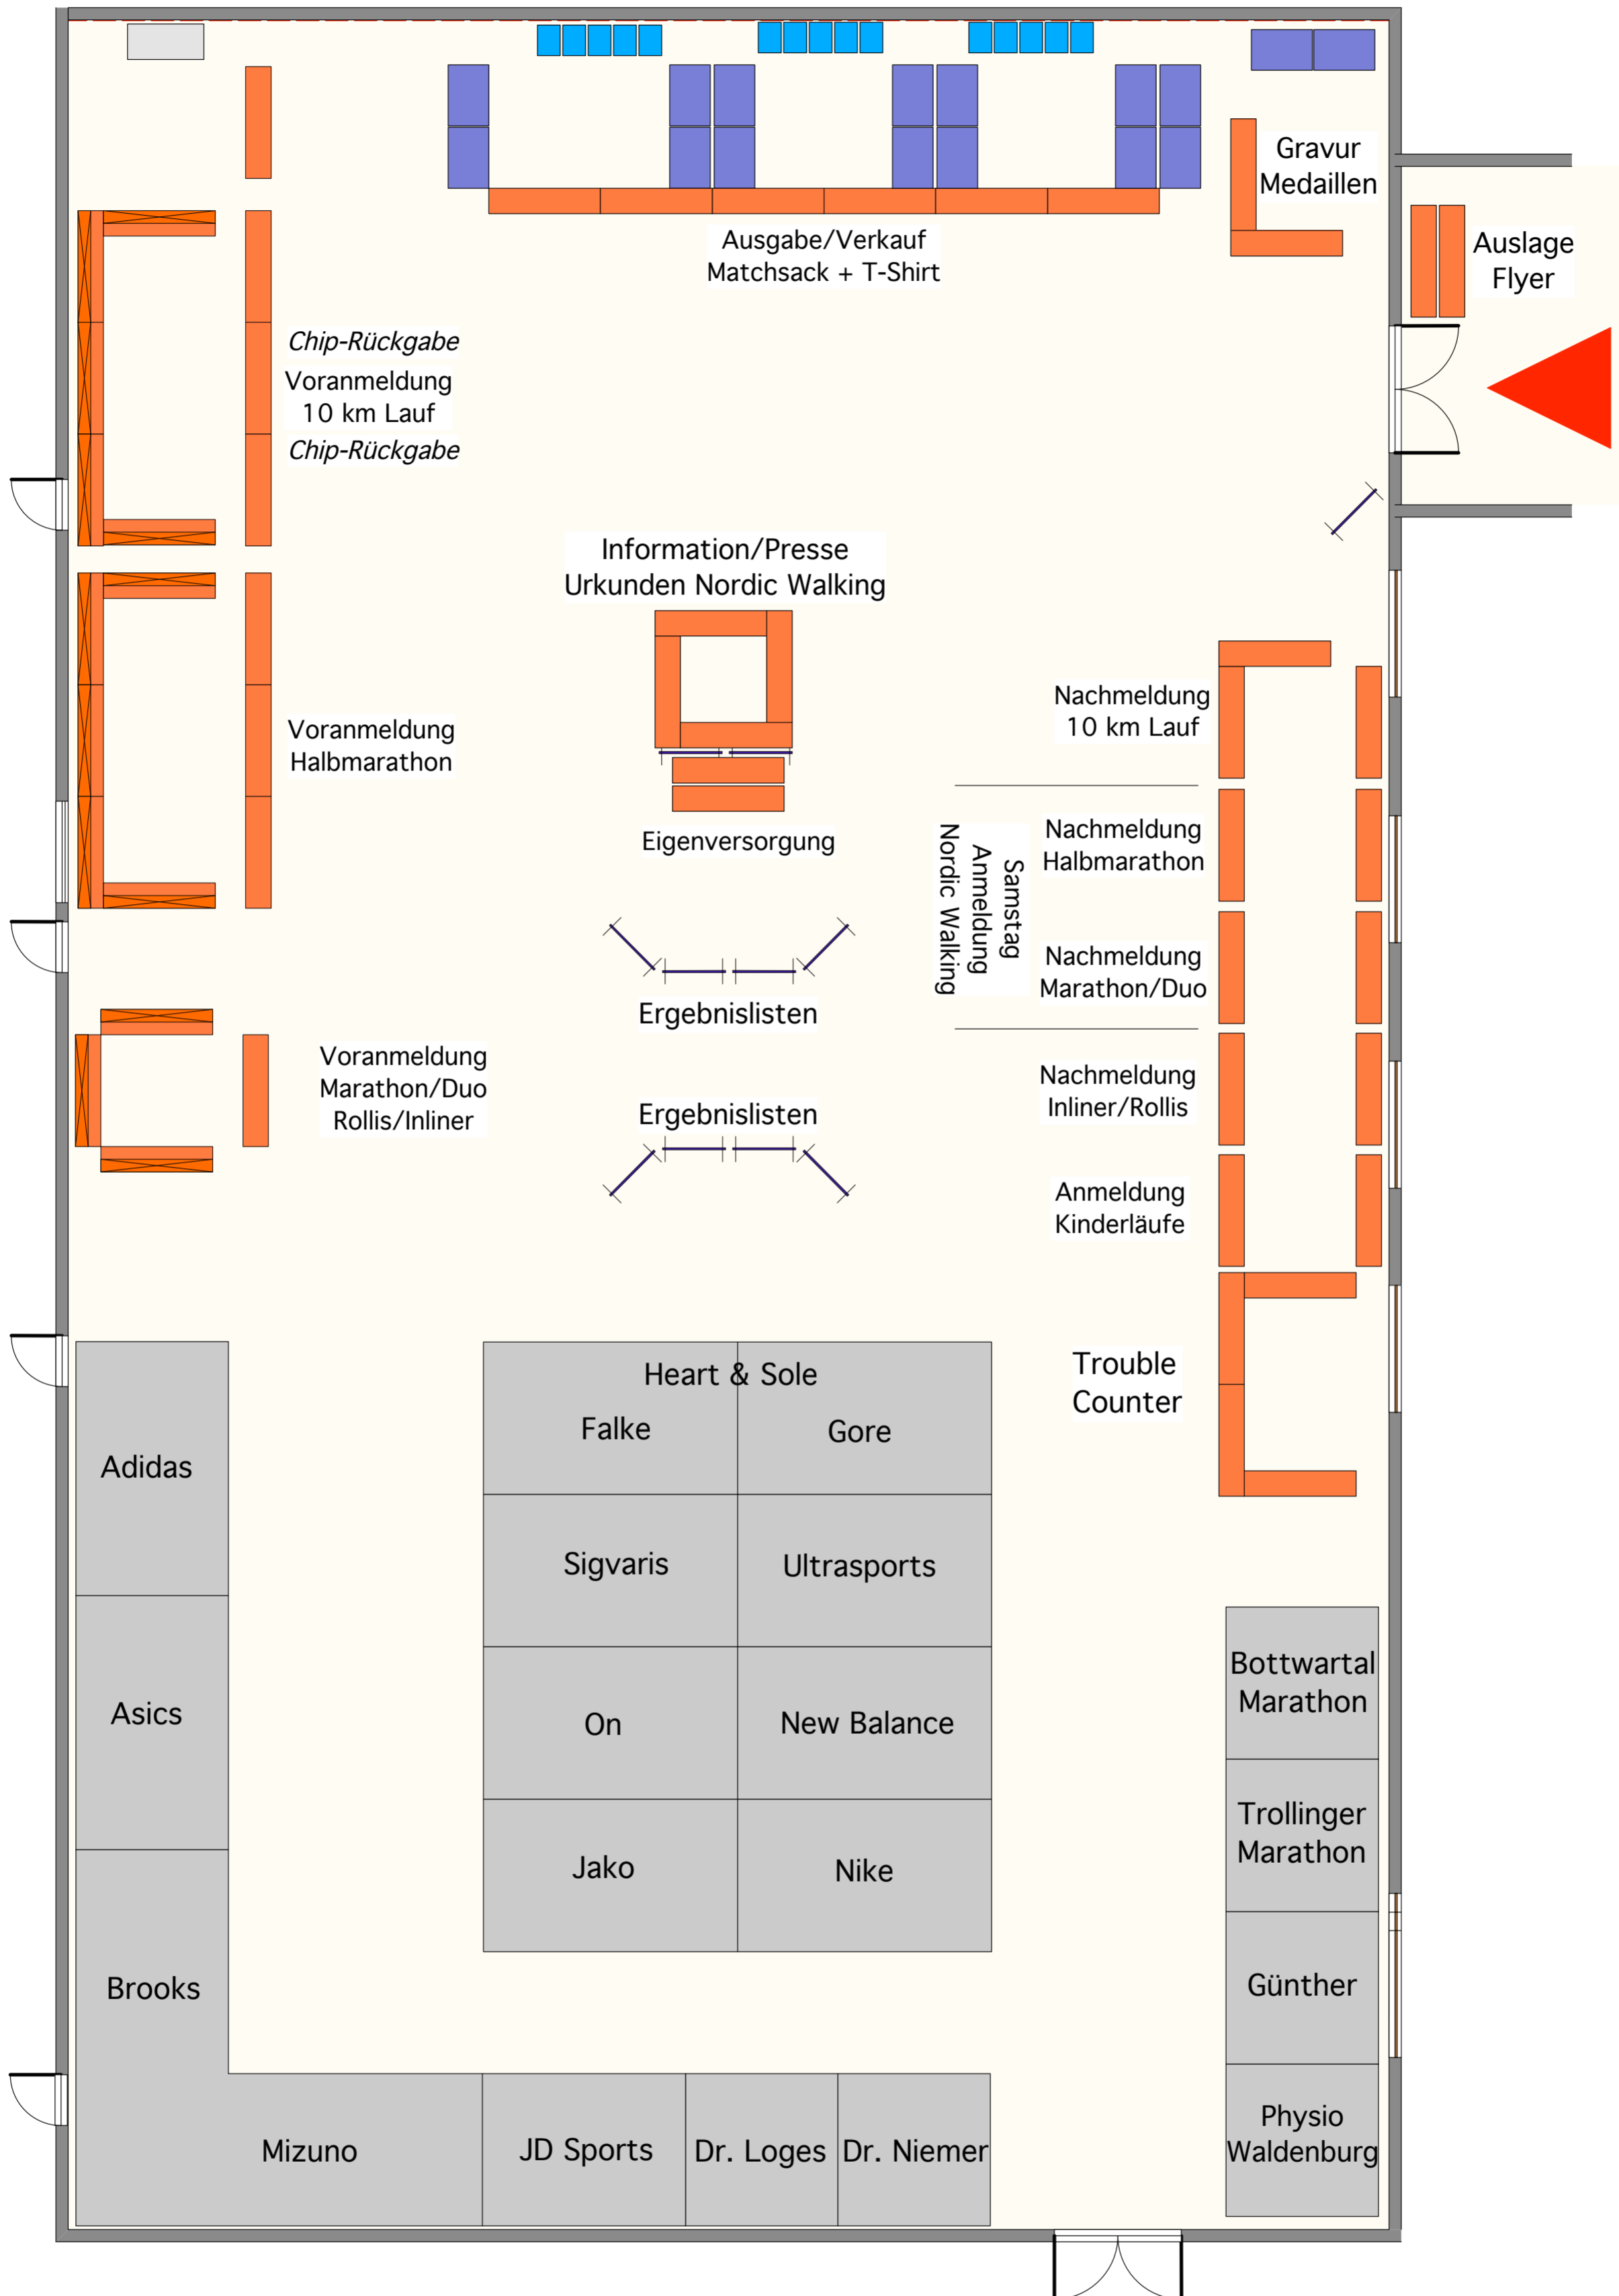 Gravur
Medaillen
Auslage
Flyer
Ausgabe/Verkauf
Matchsack + T-Shirt
Chip-Rückgabe
Voranmeldung
10 km Lauf
Chip-Rückgabe
Information/Presse
Urkunden Nordic Walking
Nachmeldung
10 km Lauf
Voranmeldung
Halbmarathon
Eigenversorgung
Samstag
Anmeldung
Nordic Walking
Nachmeldung
Halbmarathon
Nachmeldung
Marathon/Duo
Ergebnislisten
Voranmeldung
Marathon/Duo
Rollis/Inliner
Nachmeldung
Inliner/Rollis
Ergebnislisten
Anmeldung
Kinderläufe
Trouble
Counter
Heart & Sole
Falke
Gore
Adidas
Sigvaris
Ultrasports
Asics
On
New Balance
Bottwartal
Marathon
Trollinger
Marathon
Jako
Nike
Brooks
Günther
Physio
Waldenburg
Mizuno
JD Sports
Dr. Loges
Dr. Niemer